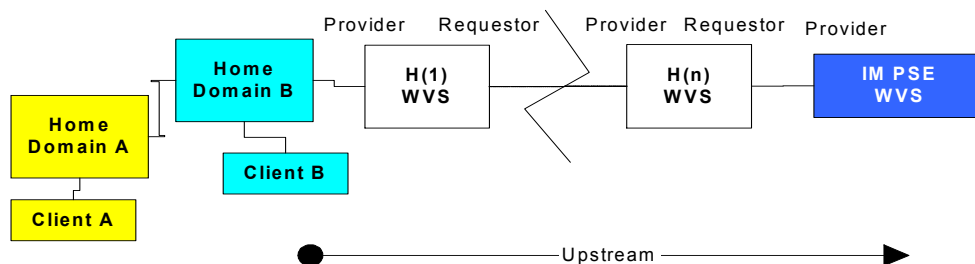 Provider Requestor Provider Requestor Provider
Home
Domain B
H(1)
WVS
H(n)
WVS
IM PSE
WVS
Home
Domain A
Client B
Client A
Upstream